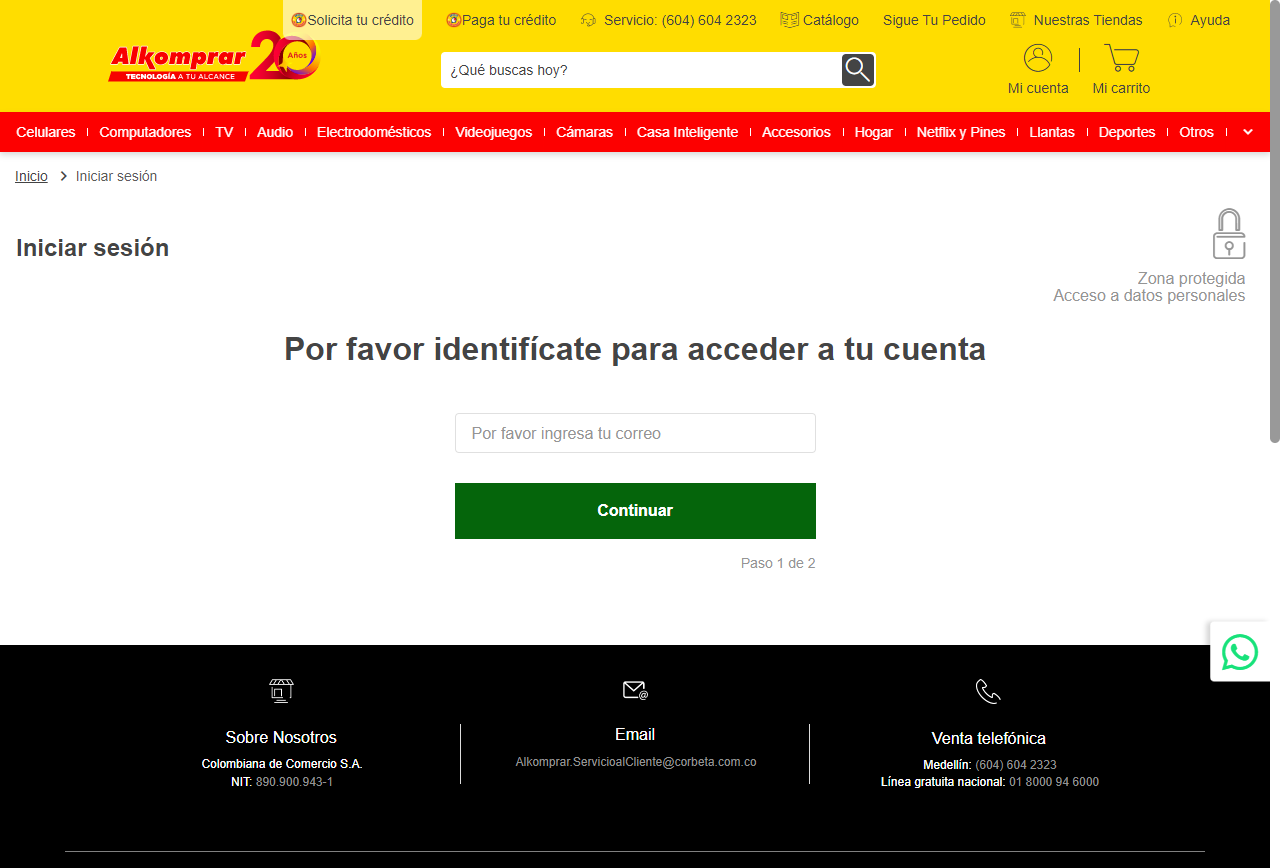 Solicita tu crédito
Paga tu crédito
Servicio: (604) 604 2323
Catálogo
Sigue Tu Pedido
Nuestras Tiendas
Ayuda
Alkomprar 20 Años
TECNOLOGÍA A TU ALCANCE
¿Qué buscas hoy?
Mi cuenta
Mi carrito
Celulares
Computadores
TV
Audio
Electrodomésticos
Videojuegos
Cámaras
Casa Inteligente
Accesorios
Hogar
Netflix y Pines
Llantas
Deportes
Otros
Inicio
Iniciar sesión
Iniciar sesión
Zona protegida
Acceso a datos personales
Por favor identifícate para acceder a tu cuenta
Por favor ingresa tu correo
Continuar
Paso 1 de 2
Sobre Nosotros
Colombiana de Comercio S.A.
NIT: 890.900.943-1
Email
Alkomprar.ServicioalCliente@corbeta.com.co
Venta telefónica
Medellín: (604) 604 2323
Línea gratuita nacional: 01 8000 94 6000